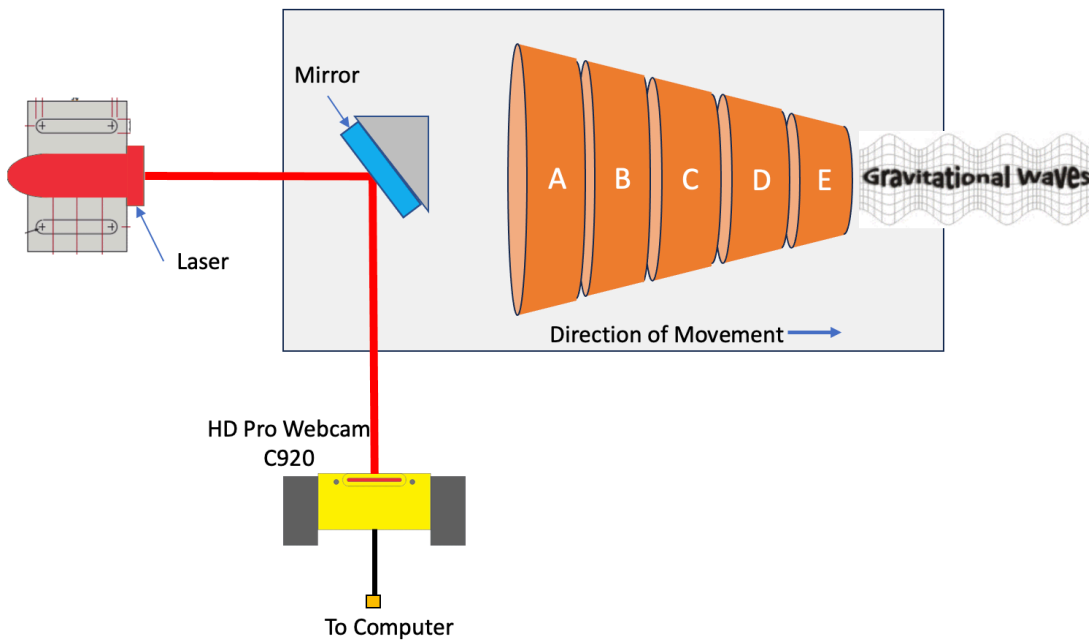 Mirror
A B C D E
Gravitational Waves
Laser
Direction of Movement
HD Pro Webcam
C920
To Computer